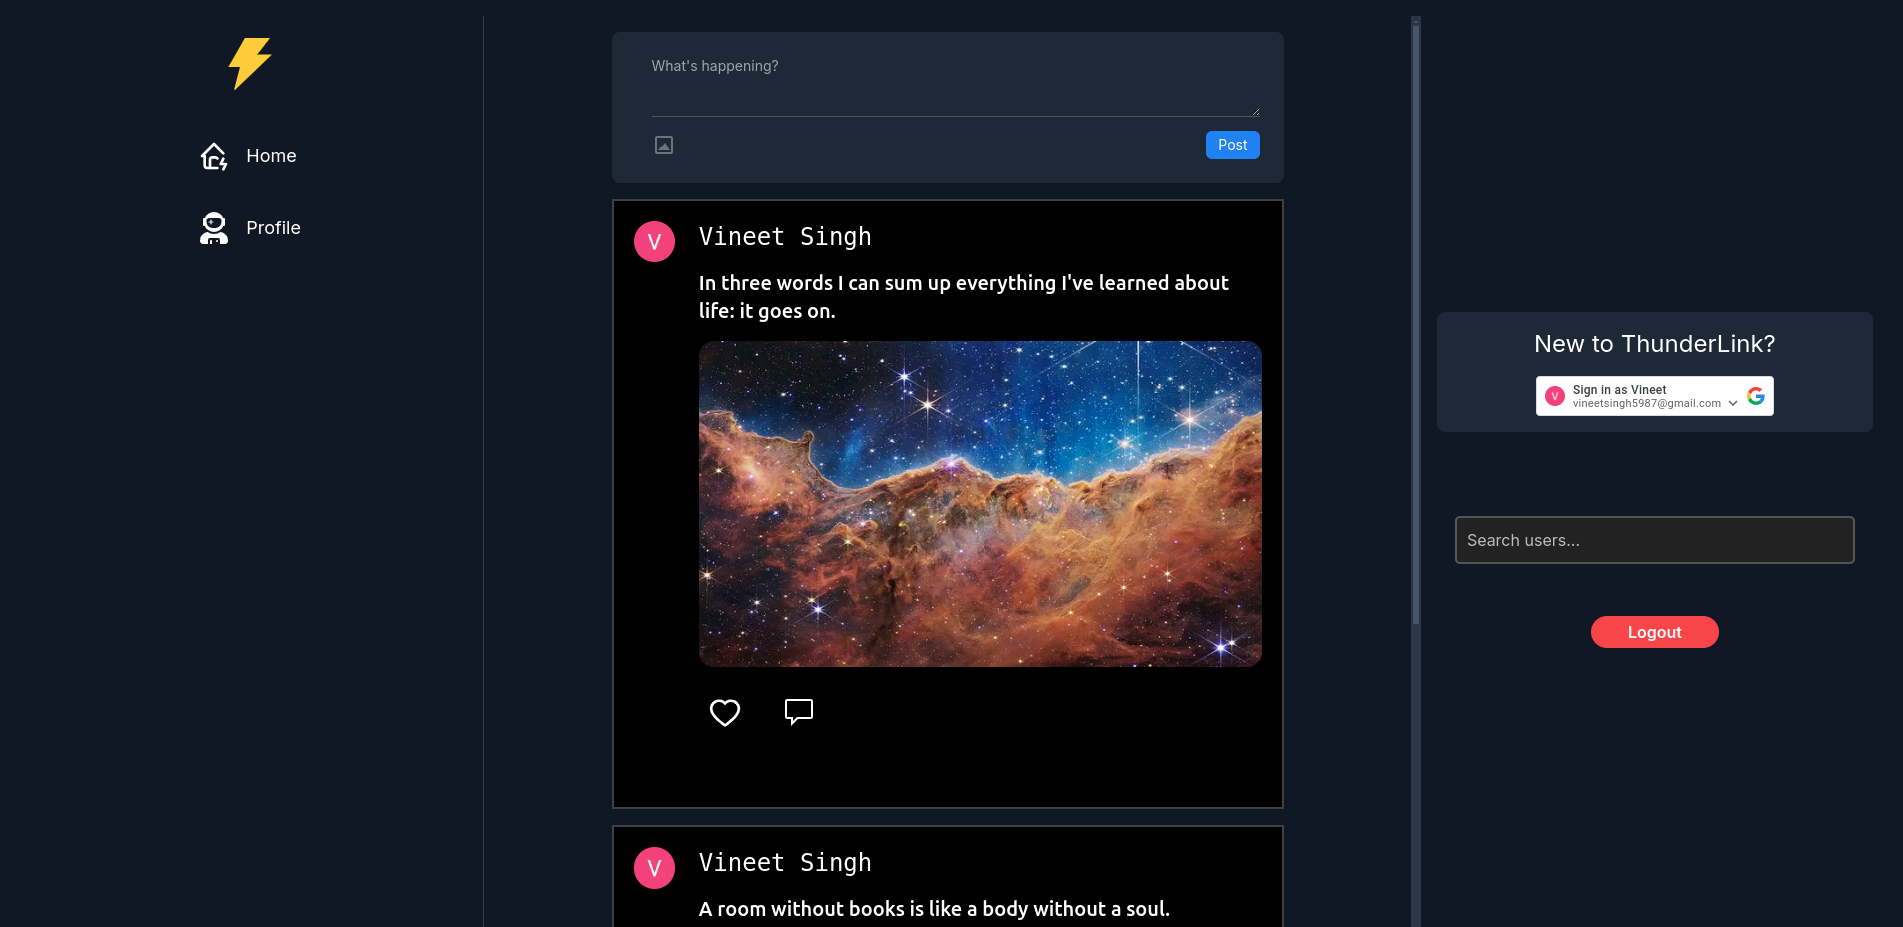 Home
Profile
What's happening?
Post
V
Vineet Singh
In three words I can sum up everything I've learned about
life: it goes on.
V
Vineet Singh
A room without books is like a body without a soul.
New to ThunderLink?
V
Sign in as Vineet
vineetsingh5987@gmail.com
G
Search users...
Logout